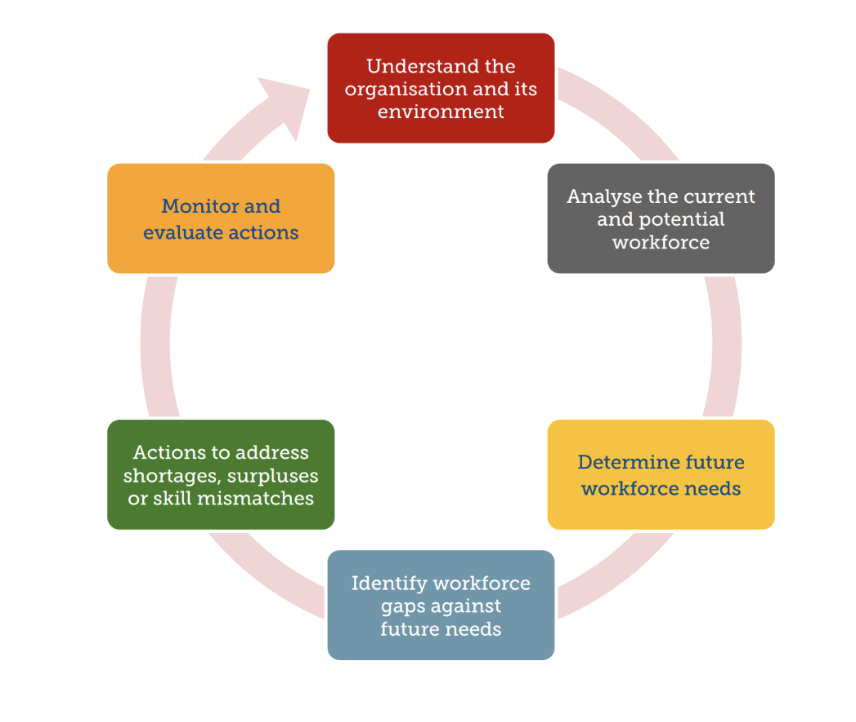 Understand the
organisation and its
environment
Analyse the current
and potential
workforce
Determine future
workforce needs
Identify workforce
gaps against
future needs
Actions to address
shortages, surpluses
or skill mismatches
Monitor and
evaluate actions